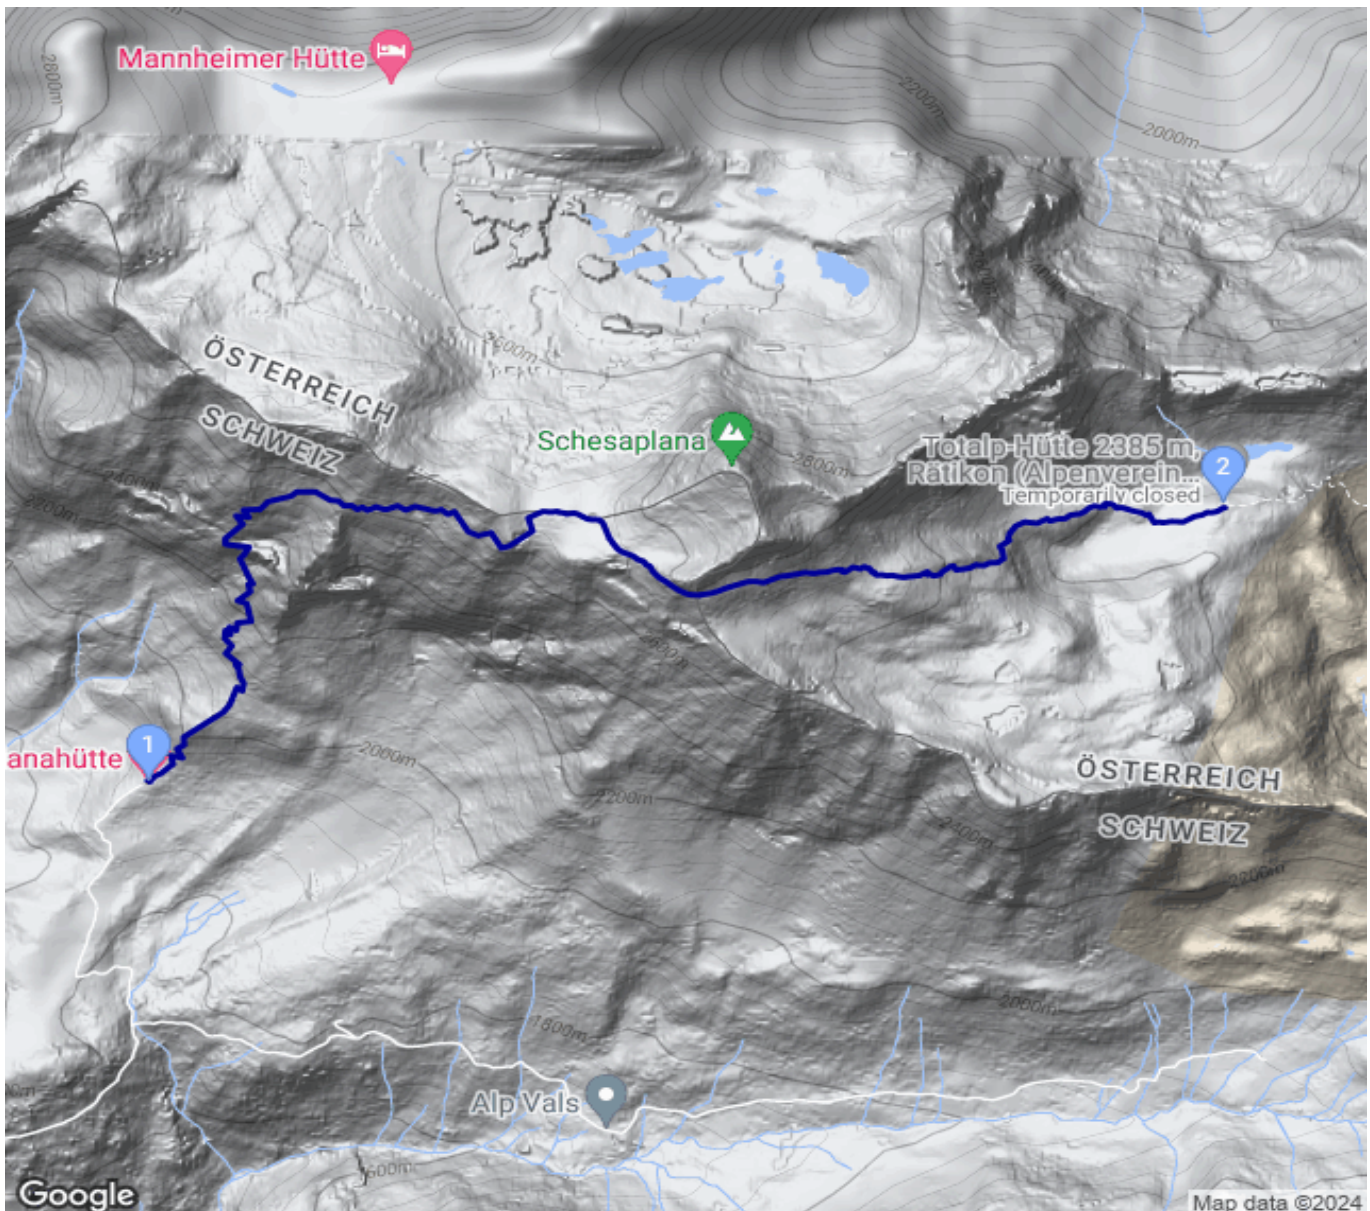 Mannheimer Hütte
2800m
2200m
2000m
ÖSTERREICH
SCHWEIZ
Schesaplana
2800m
2400m
2200m
Totalp-Hütte 2385 m,
Rätikon (Alpenverein...
Temporarily closed
2
1
anahütte
2000m
2200m
2400m
ÖSTERREICH
SCHWEIZ
2200m
2000m
1800m
Alp Vals
Google
Map data ©2024